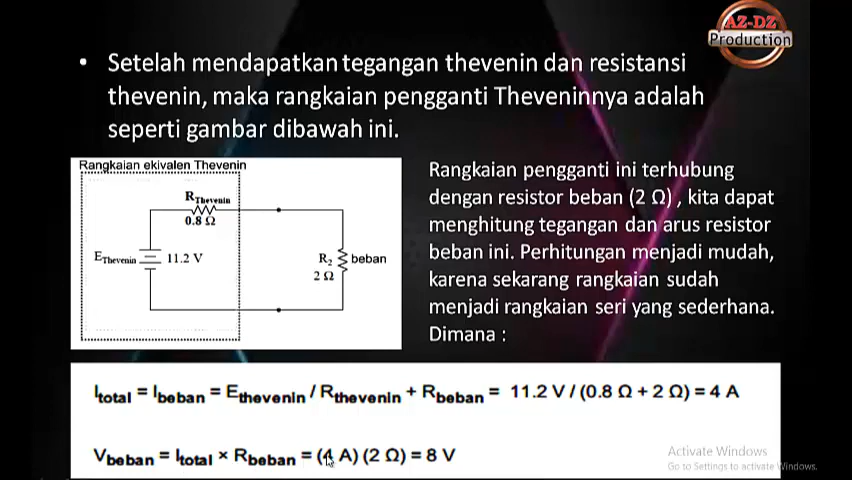 AZ-DZ
Production
• Setelah mendapatkan tegangan thevenin dan resistansi
thevenin, maka rangkaian pengganti Theveninnya adalah
seperti gambar dibawah ini.
Rangkaian ekivalen Thevenin
RThevenin
0.8 Ω
EThevenin
11.2 V
R2
2 Ω
beban
Rangkaian pengganti ini terhubung
dengan resistor beban (2 Ω) , kita dapat
menghitung tegangan dan arus resistor
beban ini. Perhitungan menjadi mudah,
karena sekarang rangkaian sudah
menjadi rangkaian seri yang sederhana.
Dimana :
Itotal = Ibeban = Ethevenin / Rthevenin + Rbeban = 11.2 V / (0.8 Ω + 2 Ω) = 4 A
Vbeban = Itotal × Rbeban = (4 A) (2 Ω) = 8 V
Activate Windows
Go to Settings to activate Windows.